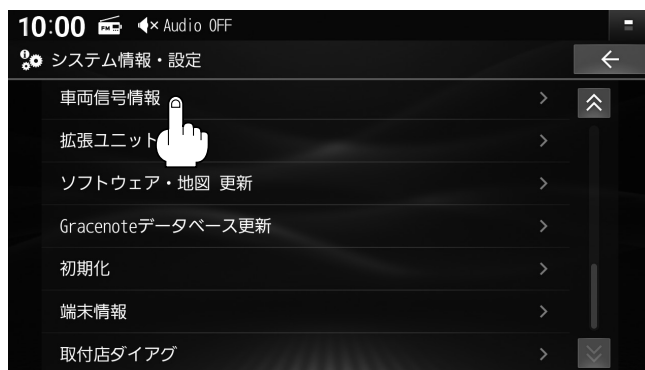 10:00 FM Audio OFF
システム情報・設定
車両信号情報
拡張ユニット
ソフトウェア・地図 更新
Gracenoteデータベース更新
初期化
端末情報
取付店ダイアグ